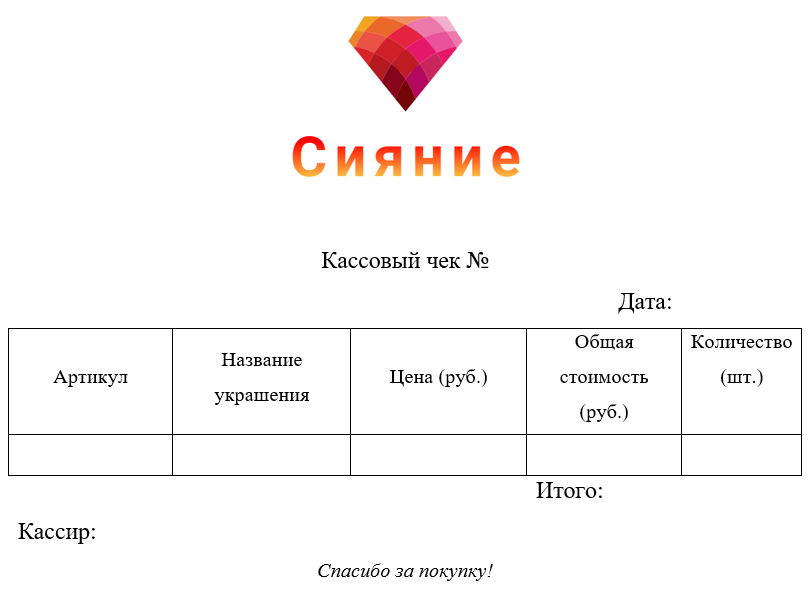 Сияние
Кассовый чек №
Дата:
Артикул
Название
украшения
Цена (руб.)
Общая
стоимость
(руб.)
Количество
(шт.)
Итого:
Кассир:
Спасибо за покупку!